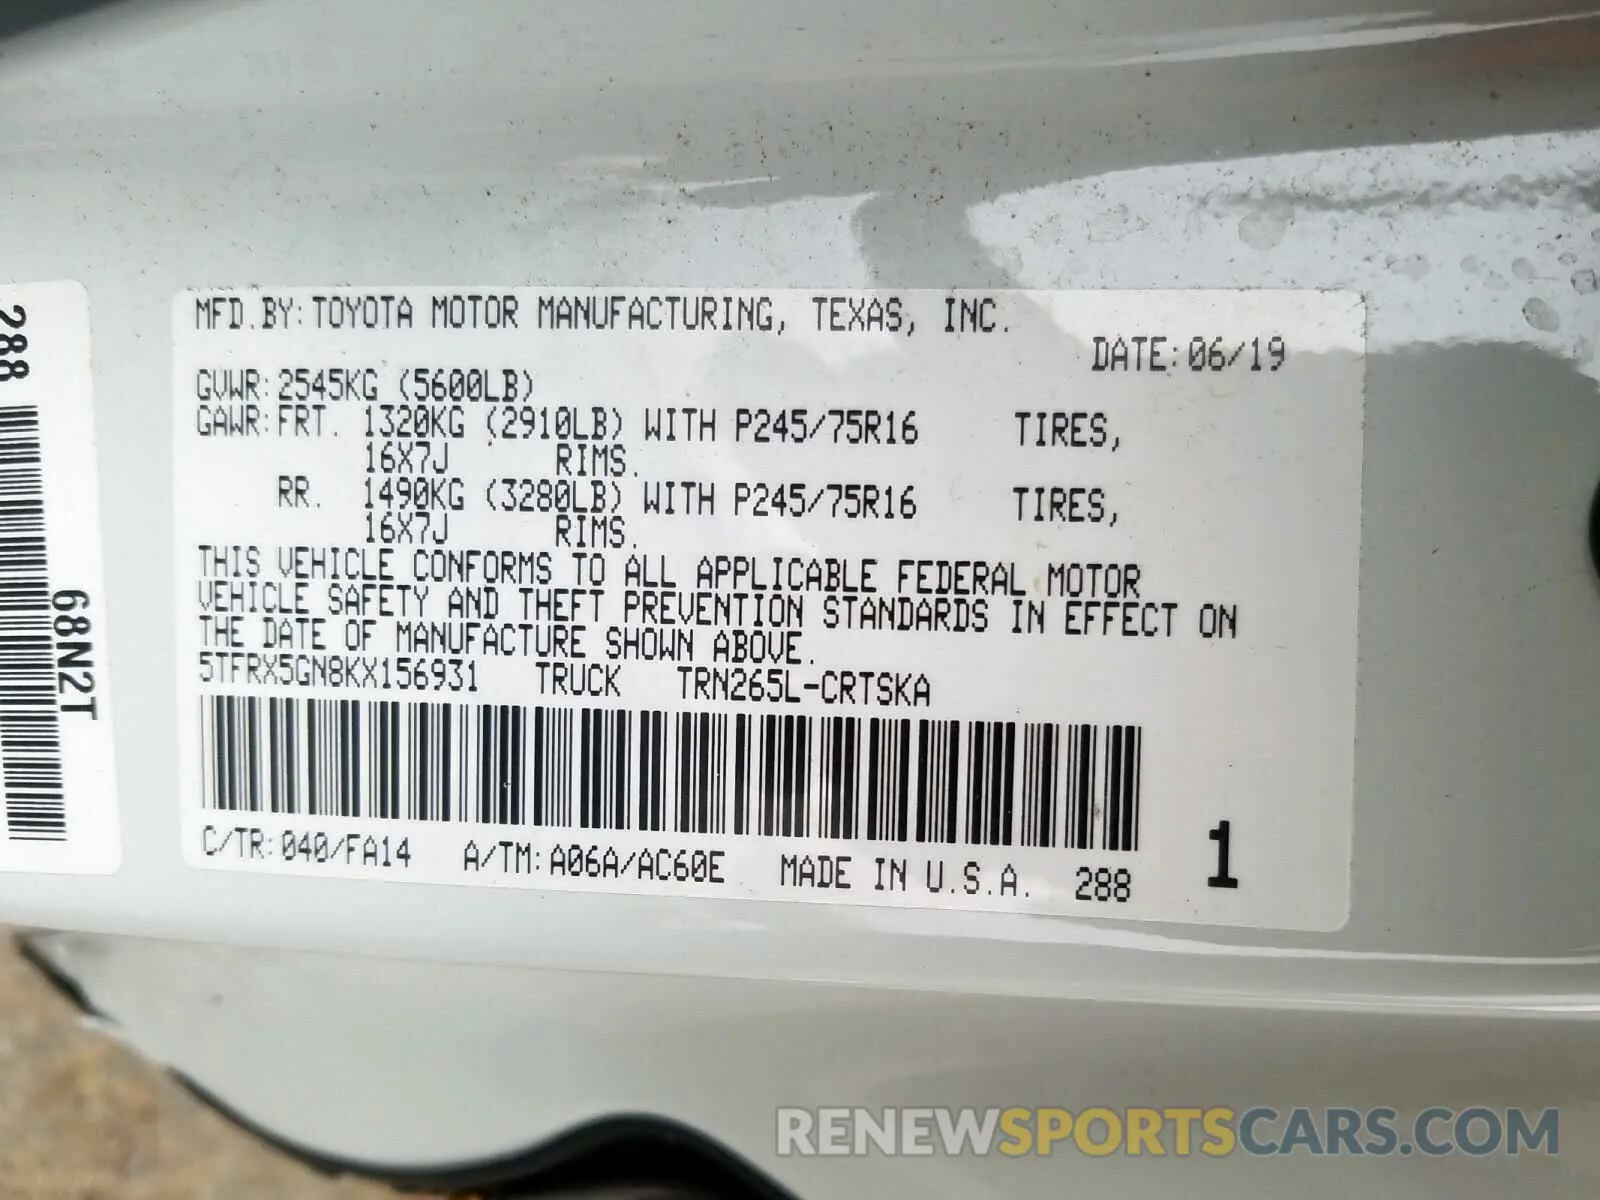 MFD.BY:TOYOTA MOTOR MANUFACTURING, TEXAS, INC.
DATE:06/19
GVWR:2545KG (5600LB)
GAWR:FRT. 1320KG (2910LB) WITH P245/75R16 TIRES,
16X7J RIMS.
RR. 1490KG (3280LB) WITH P245/75R16 TIRES,
16X7J RIMS.
THIS VEHICLE CONFORMS TO ALL APPLICABLE FEDERAL MOTOR
VEHICLE SAFETY AND THEFT PREVENTION STANDARDS IN EFFECT ON
THE DATE OF MANUFACTURE SHOWN ABOVE.
5TFRX5GN8KX156931 TRUCK TRN265L-CRTSKA
C/TR:040/FA14 A/TM:A06A/AC60E MADE IN U.S.A. 288
1
288
68N2T
RENEWSPORTSCARS.COM